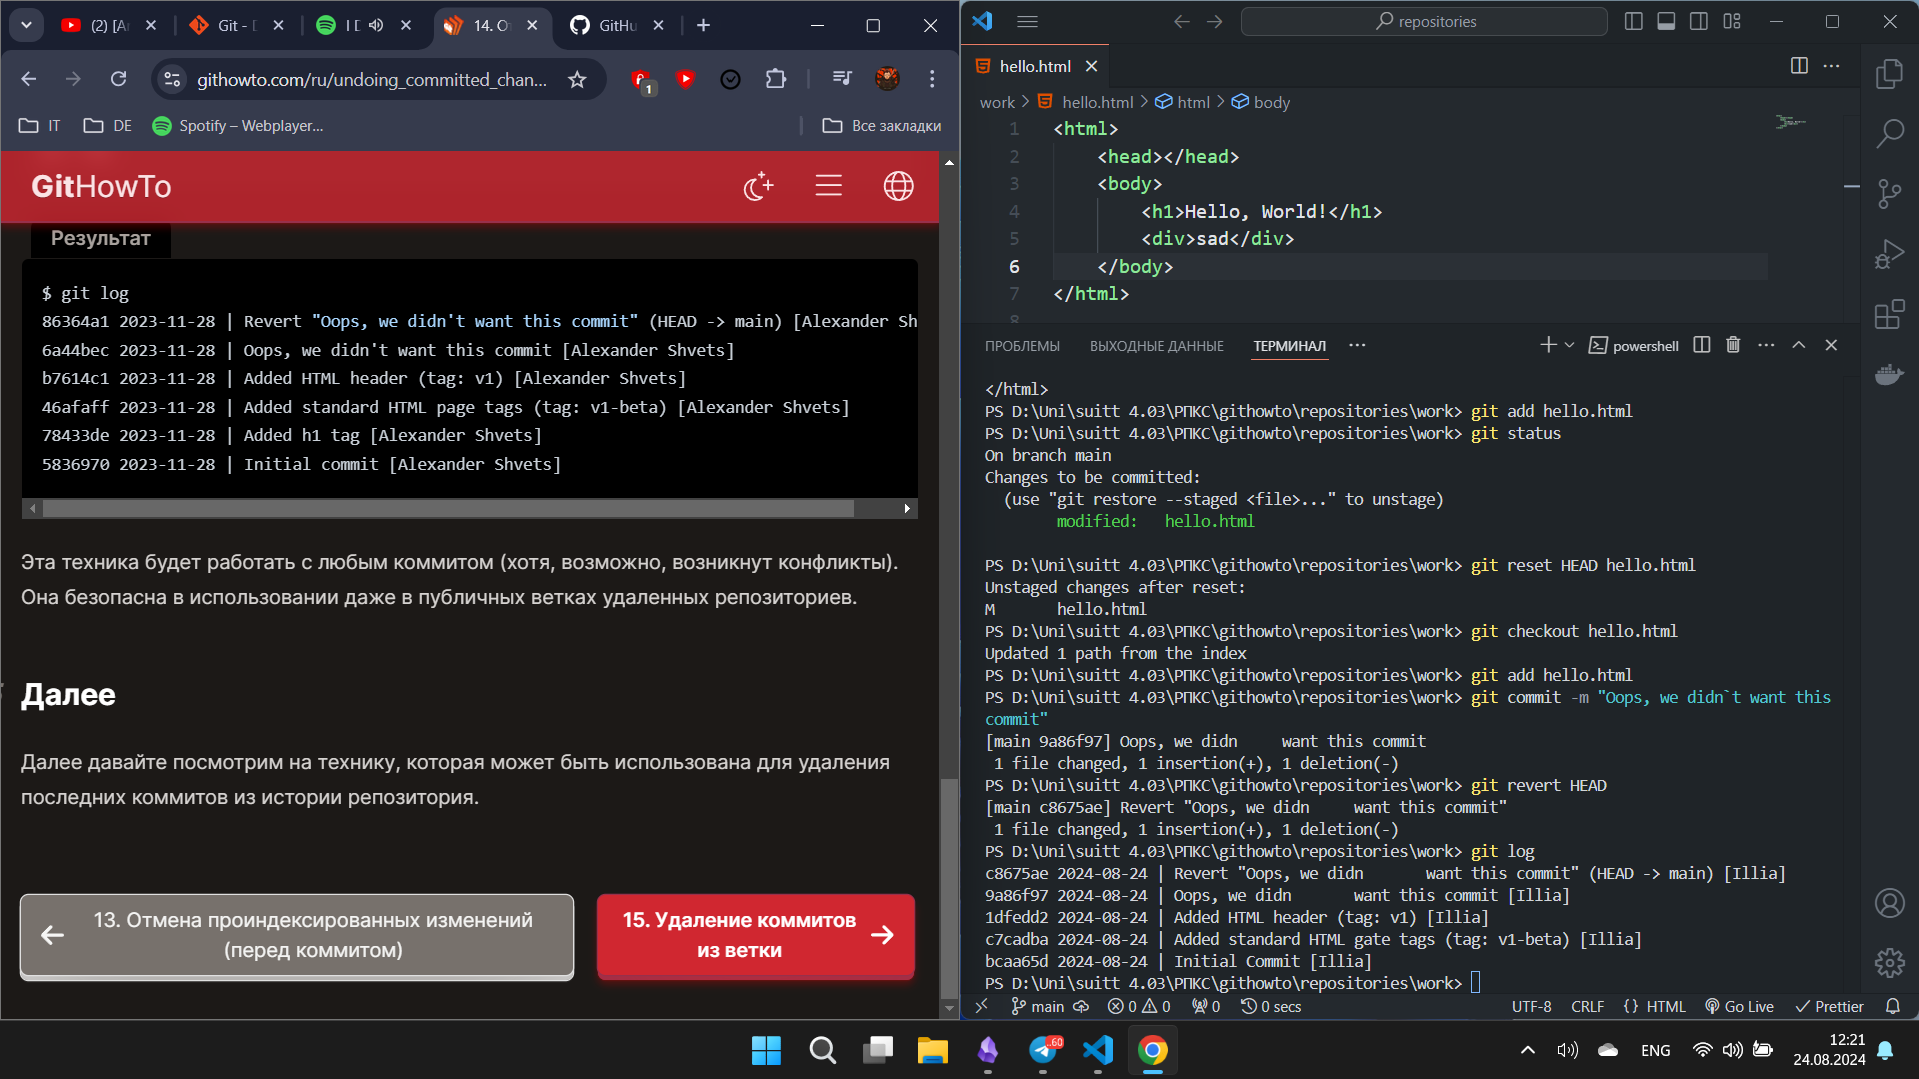 (2) [Ar
Git - D
I D
14. О
GitHu
githowto.com/ru/undoing_committed_chan...
1
IT
DE
Spotify – Webplayer...
Все закладки
GitHowTo
Результат
$ git log
86364a1 2023-11-28 | Revert "Oops, we didn't want this commit" (HEAD -> main) [Alexander Sh
6a44bec 2023-11-28 | Oops, we didn't want this commit [Alexander Shvets]
b7614c1 2023-11-28 | Added HTML header (tag: v1) [Alexander Shvets]
46afaff 2023-11-28 | Added standard HTML page tags (tag: v1-beta) [Alexander Shvets]
78433de 2023-11-28 | Added h1 tag [Alexander Shvets]
5836970 2023-11-28 | Initial commit [Alexander Shvets]
Эта техника будет работать с любым коммитом (хотя, возможно, возникнут конфликты).
Она безопасна в использовании даже в публичных ветках удаленных репозиториев.
Далее
Далее давайте посмотрим на технику, которая может быть использована для удаления
последних коммитов из истории репозитория.
13. Отмена проиндексированных изменений
(перед коммитом)
15. Удаление коммитов
из ветки
repositories
hello.html
work > hello.html > html > body
1 <html>
2 <head></head>
3 <body>
4 <h1>Hello, World!</h1>
5 <div>sad</div>
6 </body>
7 </html>
8
ПРОБЛЕМЫ
ВЫХОДНЫЕ ДАННЫЕ
ТЕРМИНАЛ
powershell
</html>
PS D:\Uni\suitt 4.03\РПКС\githowto\repositories\work> git add hello.html
PS D:\Uni\suitt 4.03\РПКС\githowto\repositories\work> git status
On branch main
Changes to be committed:
(use "git restore --staged <file>..." to unstage)
modified:   hello.html
PS D:\Uni\suitt 4.03\РПКС\githowto\repositories\work> git reset HEAD hello.html
Unstaged changes after reset:
M       hello.html
PS D:\Uni\suitt 4.03\РПКС\githowto\repositories\work> git checkout hello.html
Updated 1 path from the index
PS D:\Uni\suitt 4.03\РПКС\githowto\repositories\work> git add hello.html
PS D:\Uni\suitt 4.03\РПКС\githowto\repositories\work> git commit -m "Oops, we didn`t want this
commit"
[main 9a86f97] Oops, we didn     want this commit
1 file changed, 1 insertion(+), 1 deletion(-)
PS D:\Uni\suitt 4.03\РПКС\githowto\repositories\work> git revert HEAD
[main c8675ae] Revert "Oops, we didn     want this commit"
1 file changed, 1 insertion(+), 1 deletion(-)
PS D:\Uni\suitt 4.03\РПКС\githowto\repositories\work> git log
c8675ae 2024-08-24 | Revert "Oops, we didn       want this commit" (HEAD -> main) [Illia]
9a86f97 2024-08-24 | Oops, we didn       want this commit [Illia]
1dfedd2 2024-08-24 | Added HTML header (tag: v1) [Illia]
c7cadba 2024-08-24 | Added standard HTML gate tags (tag: v1-beta) [Illia]
bcaa65d 2024-08-24 | Initial Commit [Illia]
PS D:\Uni\suitt 4.03\РПКС\githowto\repositories\work>
main
0
0
0
0 secs
UTF-8
CRLF
{ } HTML
Go Live
Prettier
60
ENG
12:21
24.08.2024